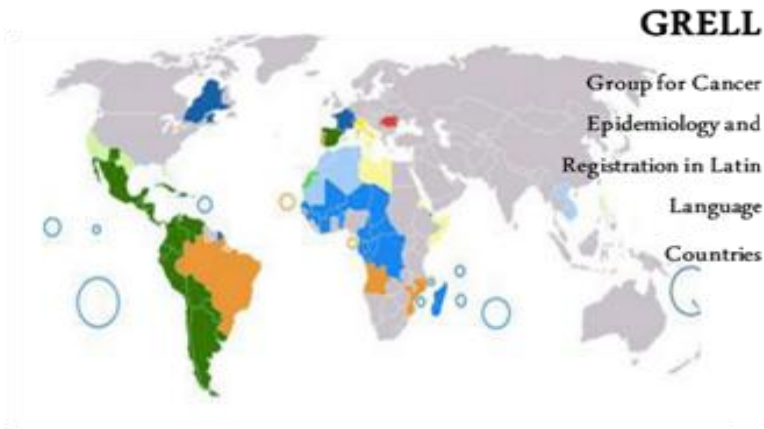 GRELL
Group for Cancer
Epidemiology and
Registration in Latin
Language
Countries